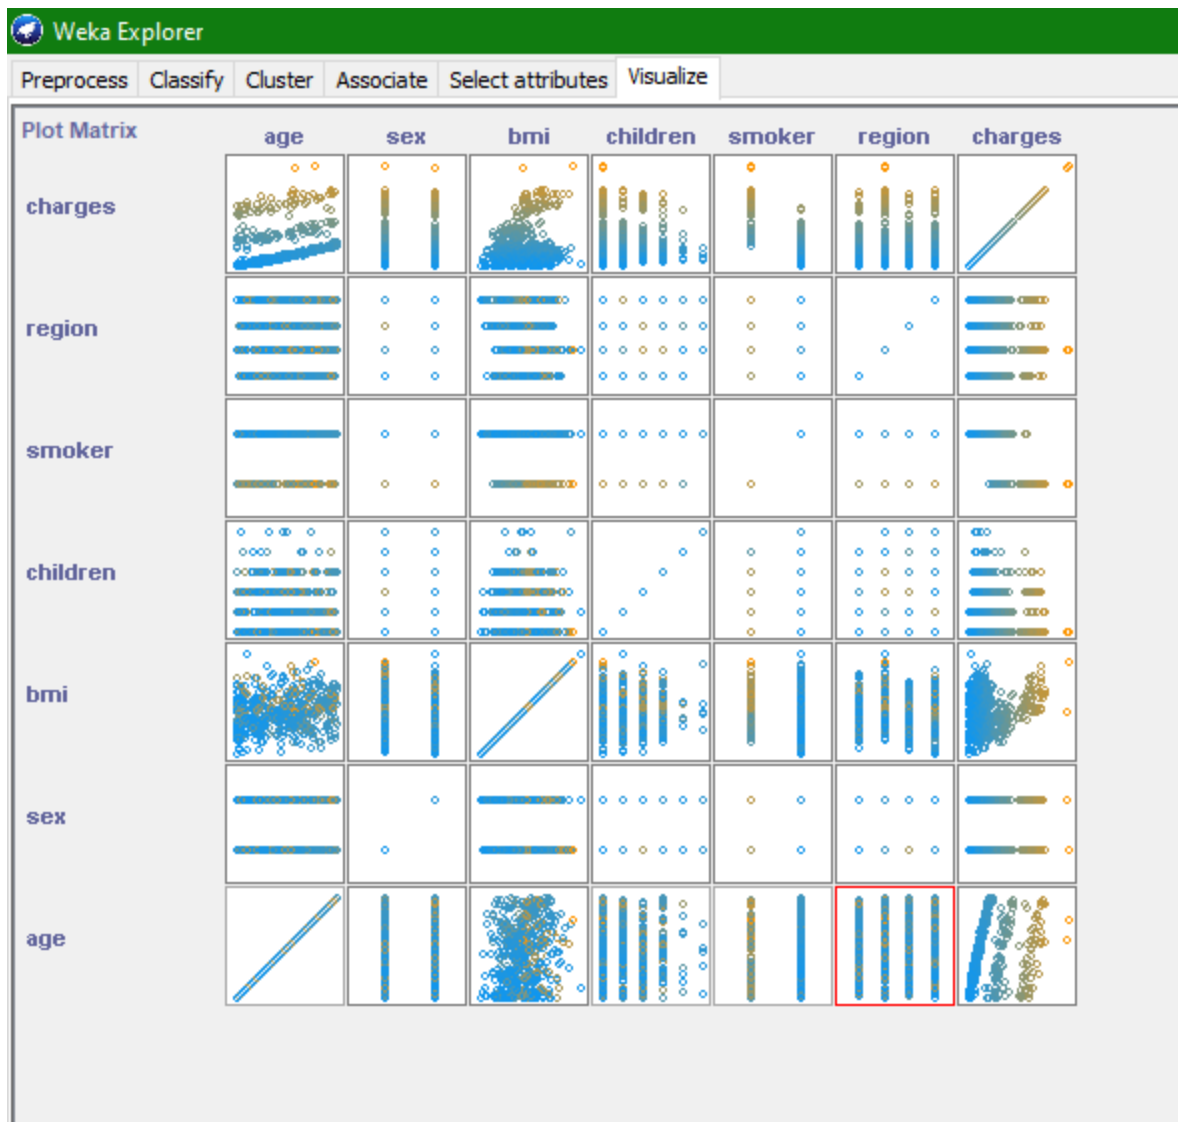 Weka Explorer
Preprocess Classify Cluster Associate Select attributes Visualize
Plot Matrix age sex bmi children smoker region charges
charges
region
smoker
children
bmi
sex
age